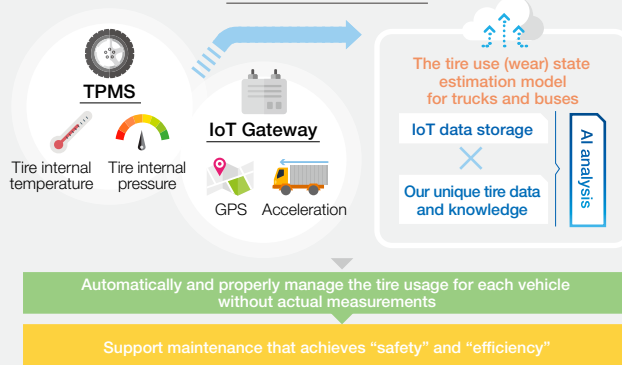 TPMS
Tire internal
temperature
Tire internal
pressure
IoT Gateway
GPS
Acceleration
The tire use (wear) state
estimation model
for trucks and buses
IoT data storage
Our unique tire data
and knowledge
AI analysis
Automatically and properly manage the tire usage for each vehicle
without actual measurements
Support maintenance that achieves “safety” and “efficiency”